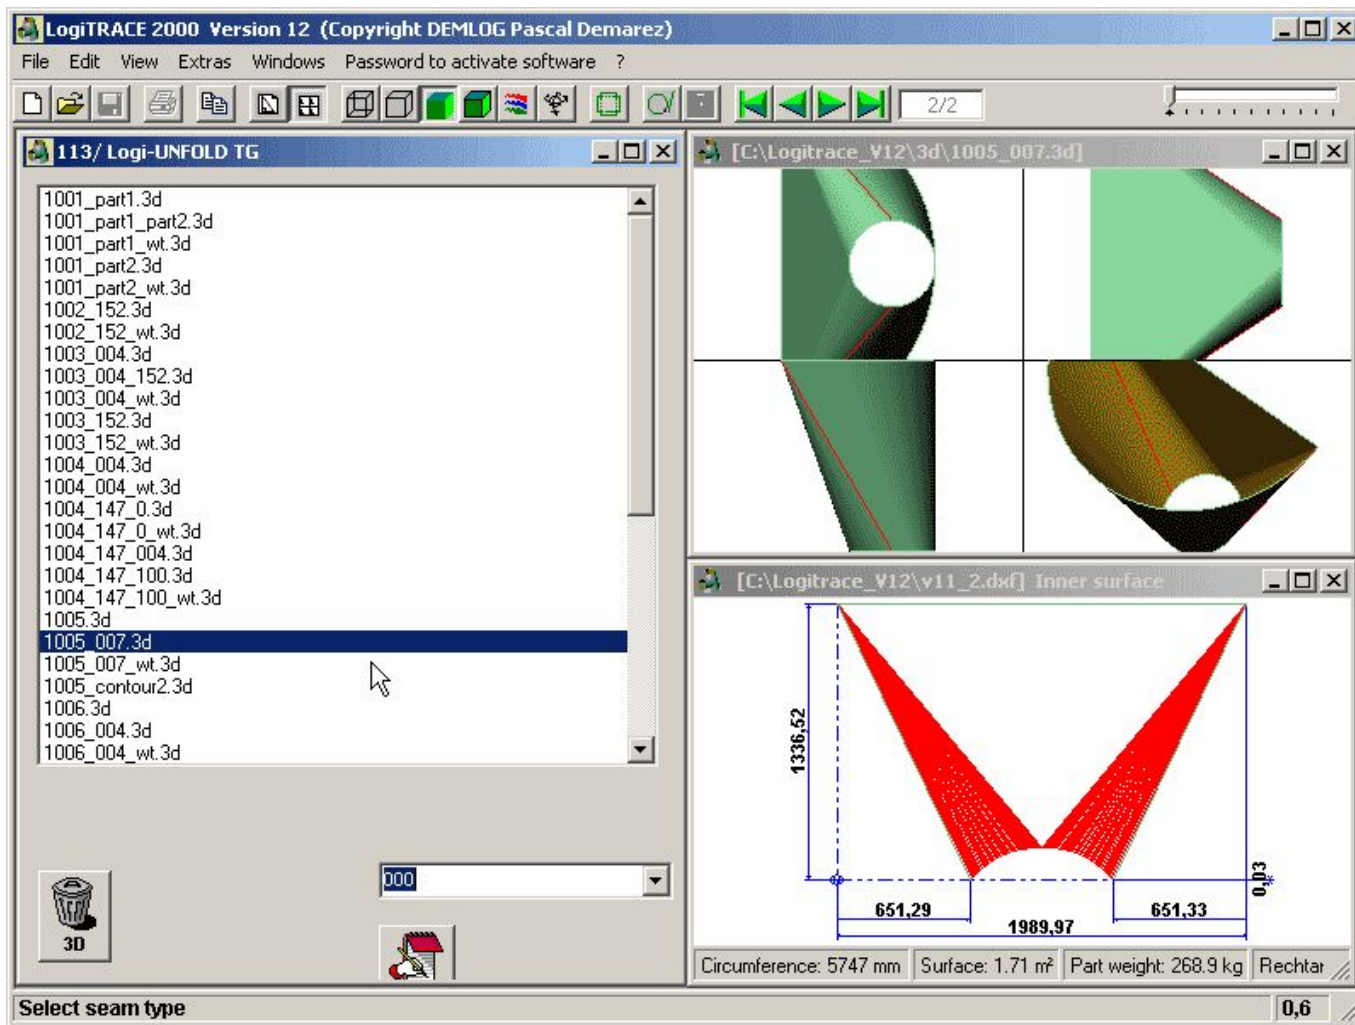 LogiTRACE 2000 Version 12 (Copyright DEMLOG Pascal Demarez)
File Edit View Extras Windows Password to activate software ?
2/2
113/ Logi-UNFOLD TG
1001_part1.3d
1001_part1_part2.3d
1001_part1_wt.3d
1001_part2.3d
1001_part2_wt.3d
1002_152.3d
1002_152_wt.3d
1003_004.3d
1003_004_152.3d
1003_004_wt.3d
1003_152.3d
1003_152_wt.3d
1004_004.3d
1004_004_wt.3d
1004_147_0.3d
1004_147_0_wt.3d
1004_147_004.3d
1004_147_100.3d
1004_147_100_wt.3d
1005.3d
1005_007.3d
1005_007_wt.3d
1005_contour2.3d
1006.3d
1006_004.3d
1006_004_wt.3d
000
3D
[C:\Logitrace_V12\3d\1005_007.3d]
[C:\Logitrace_V12\v11_2.dxf] Inner surface
1336,52
0,03
651,29
651,33
1989,97
Circumference: 5747 mm Surface: 1.71 m² Part weight: 268.9 kg Rechtar
Select seam type
0,6